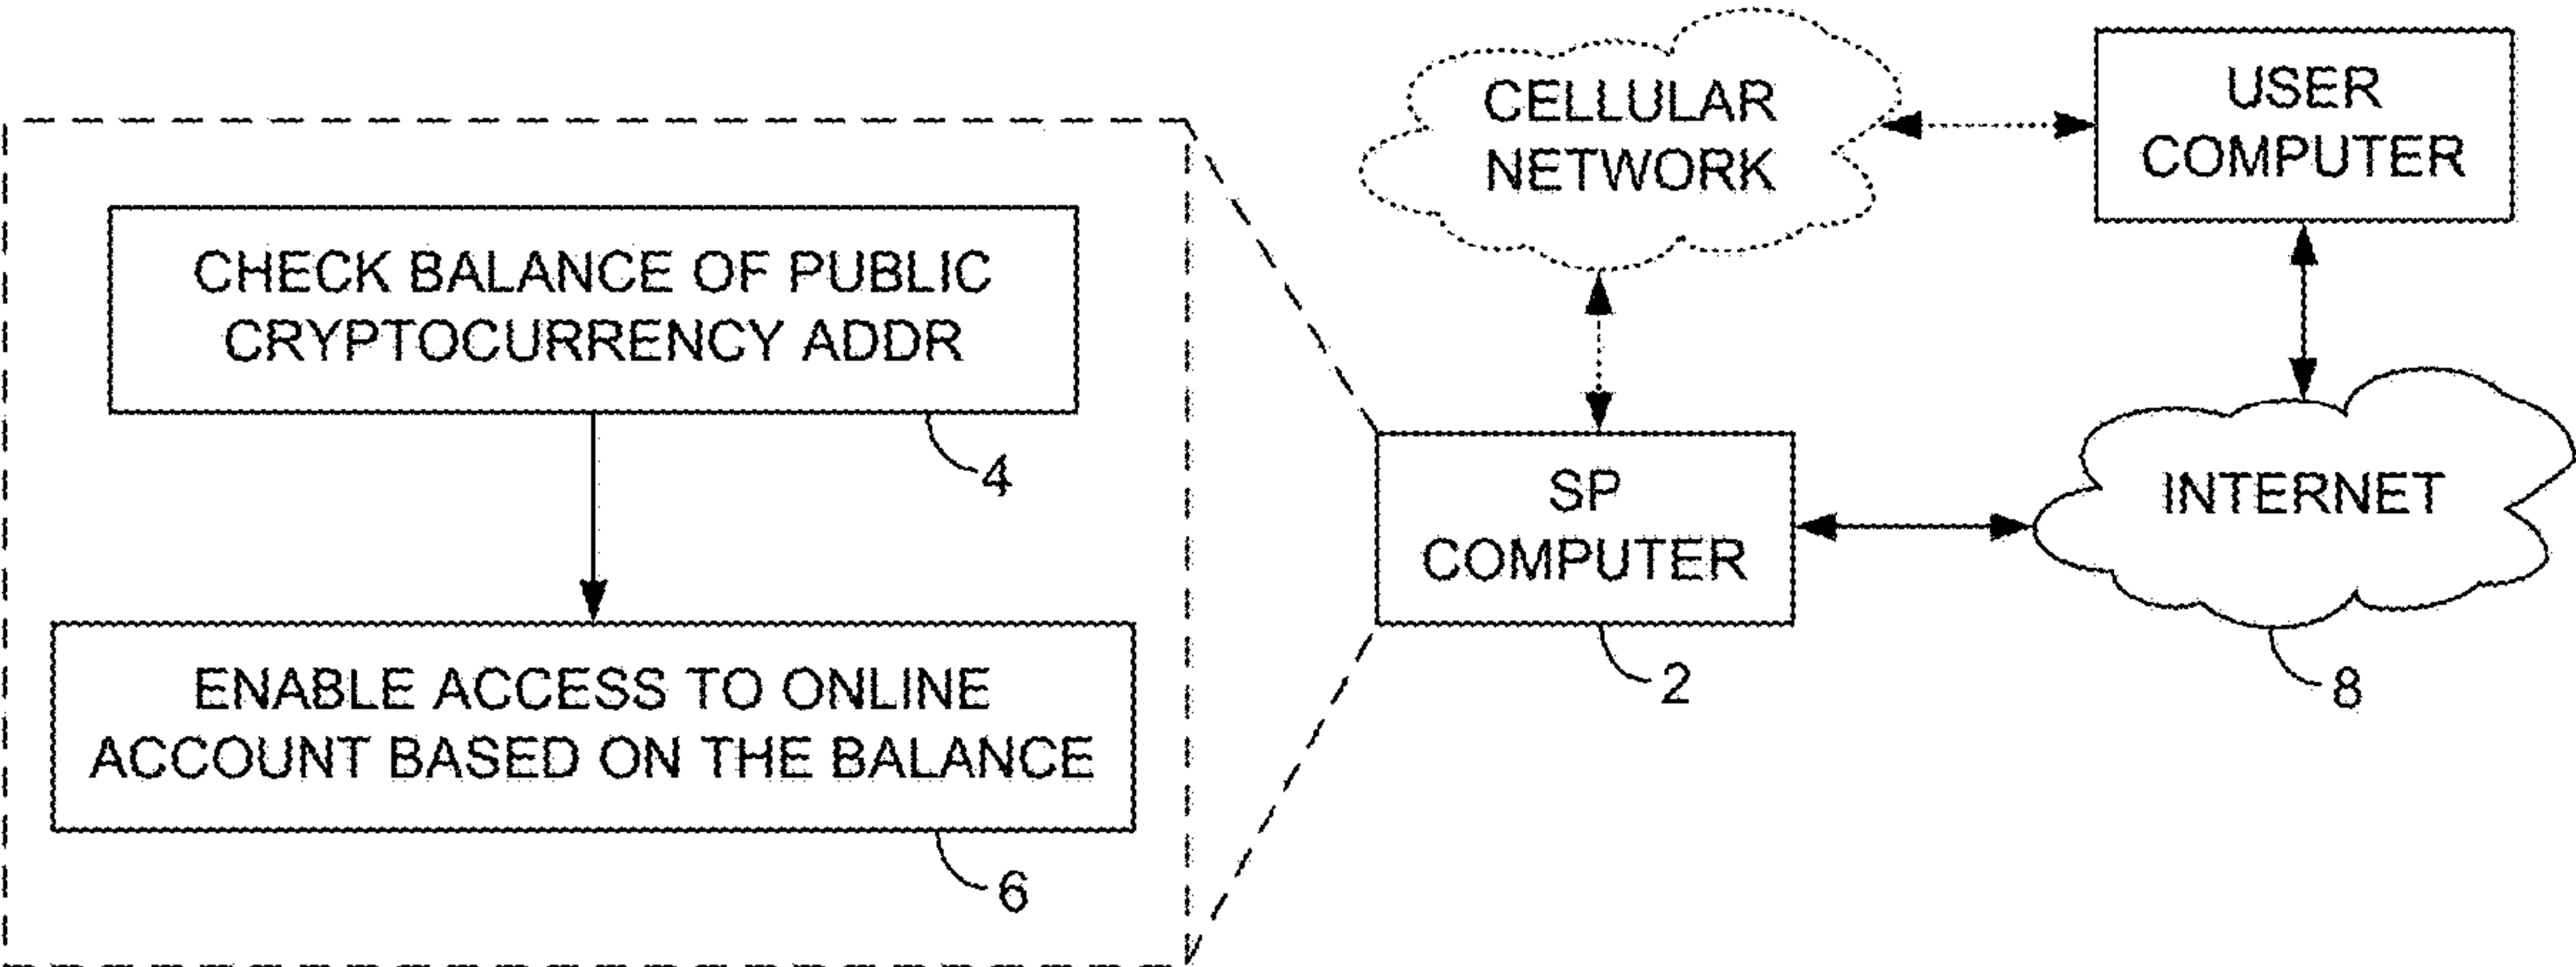 CHECK BALANCE OF PUBLIC
CRYPTOCURRENCY ADDR
4
ENABLE ACCESS TO ONLINE
ACCOUNT BASED ON THE BALANCE
6
CELLULAR
NETWORK
USER
COMPUTER
SP
COMPUTER
2
INTERNET
8